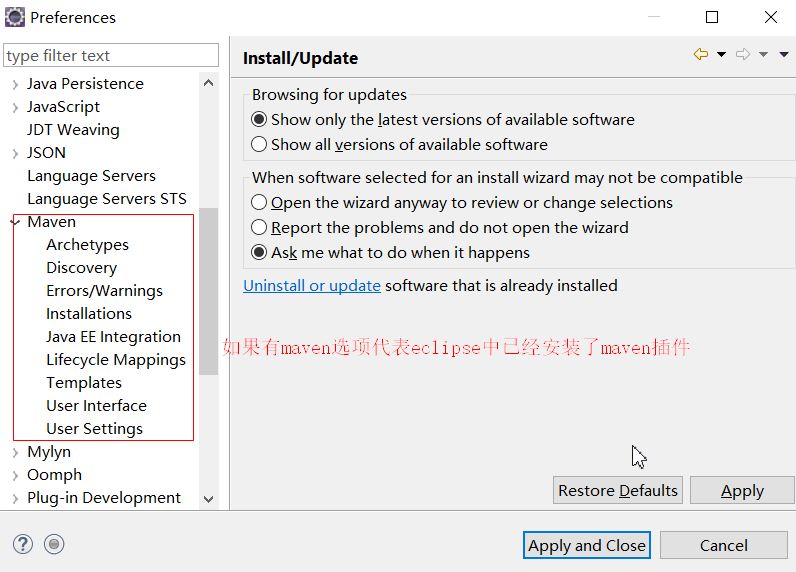 Preferences
type filter text
Java Persistence
JavaScript
JDT Weaving
JSON
Language Servers
Language Servers STS
Maven
Archetypes
Discovery
Errors/Warnings
Installations
Java EE Integration
Lifecycle Mappings
Templates
User Interface
User Settings
Mylyn
Oomph
Plug-in Development
Install/Update
Browsing for updates
Show only the latest versions of available software
Show all versions of available software
When software selected for an install wizard may not be compatible
Open the wizard anyway to review or change selections
Report the problems and do not open the wizard
Ask me what to do when it happens
Uninstall or update software that is already installed
如果有maven选项代表eclipse中已经安装了maven插件
Restore Defaults
Apply
Apply and Close
Cancel